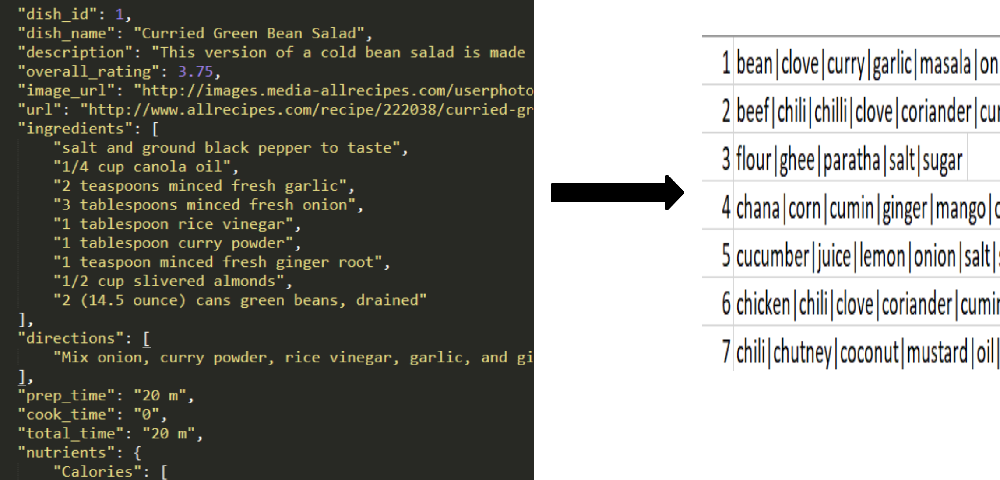 "dish_id": 1,
"dish_name": "Curried Green Bean Salad",
"description": "This version of a cold bean salad is made
"overall_rating": 3.75,
"image_url": "http://images.media-allrecipes.com/userphoto
"url": "http://www.allrecipes.com/recipe/222038/curried-gr
"ingredients": [
"salt and ground black pepper to taste",
"1/4 cup canola oil",
"2 teaspoons minced fresh garlic",
"3 tablespoons minced fresh onion",
"1 tablespoon rice vinegar",
"1 tablespoon curry powder",
"1 teaspoon minced fresh ginger root",
"1/2 cup slivered almonds",
"2 (14.5 ounce) cans green beans, drained"
],
"directions": [
"Mix onion, curry powder, rice vinegar, garlic, and gi
],
"prep_time": "20 m",
"cook_time": "0",
"total_time": "20 m",
"nutrients": {
"Calories": [
1 bean|clove|curry|garlic|masala|oni
2 beef|chili|chilli|clove|coriander|cur
3 flour|ghee|paratha|salt|sugar
4 chana|corn|cumin|ginger|mango|
5 cucumber|juice|lemon|onion|salt|
6 chicken|chili|clove|coriander|cumin
7 chili|chutney|coconut|mustard|oil|